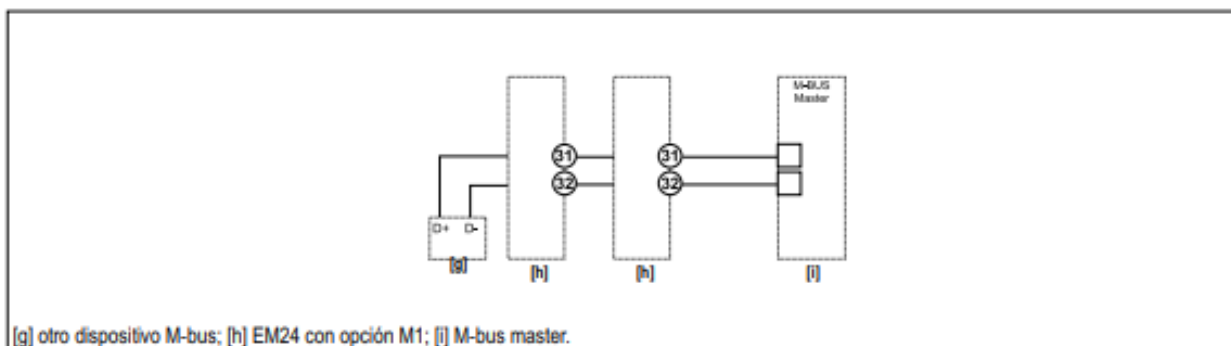 M-BUS
Master
31 31
32 32
D+ D-
[g] [h] [h] [i]
[g] otro dispositivo M-bus; [h] EM24 con opción M1; [i] M-bus master.